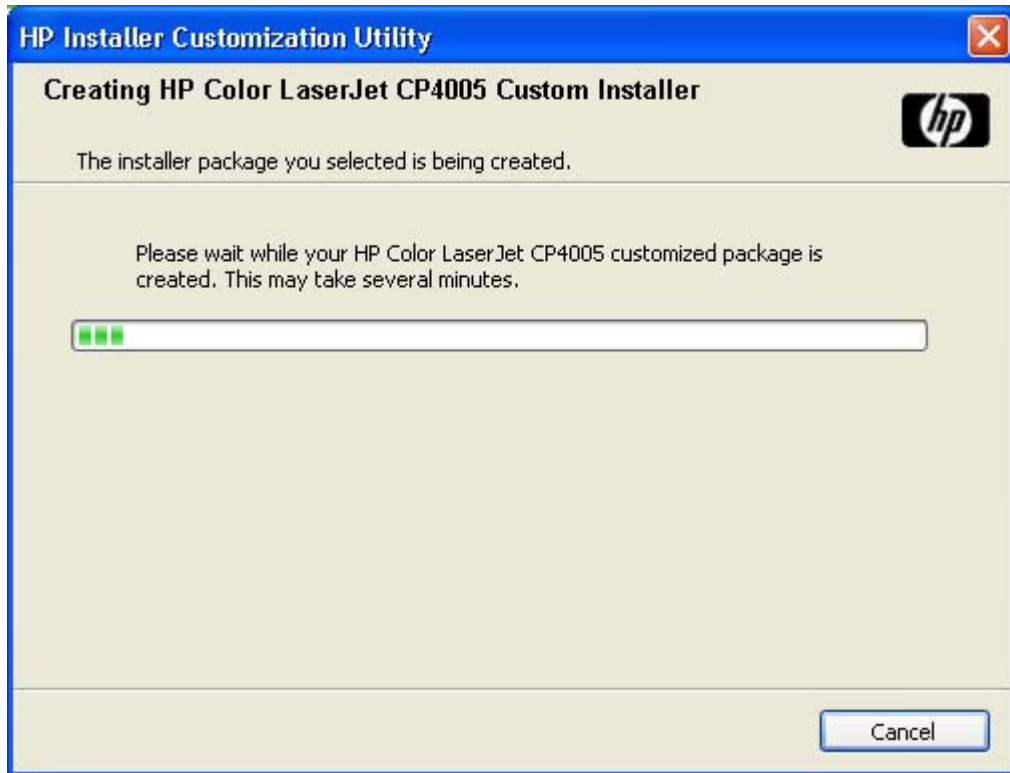 HP Installer Customization Utility
Creating HP Color LaserJet CP4005 Custom Installer
hp
The installer package you selected is being created.
Please wait while your HP Color LaserJet CP4005 customized package is
created. This may take several minutes.
Cancel